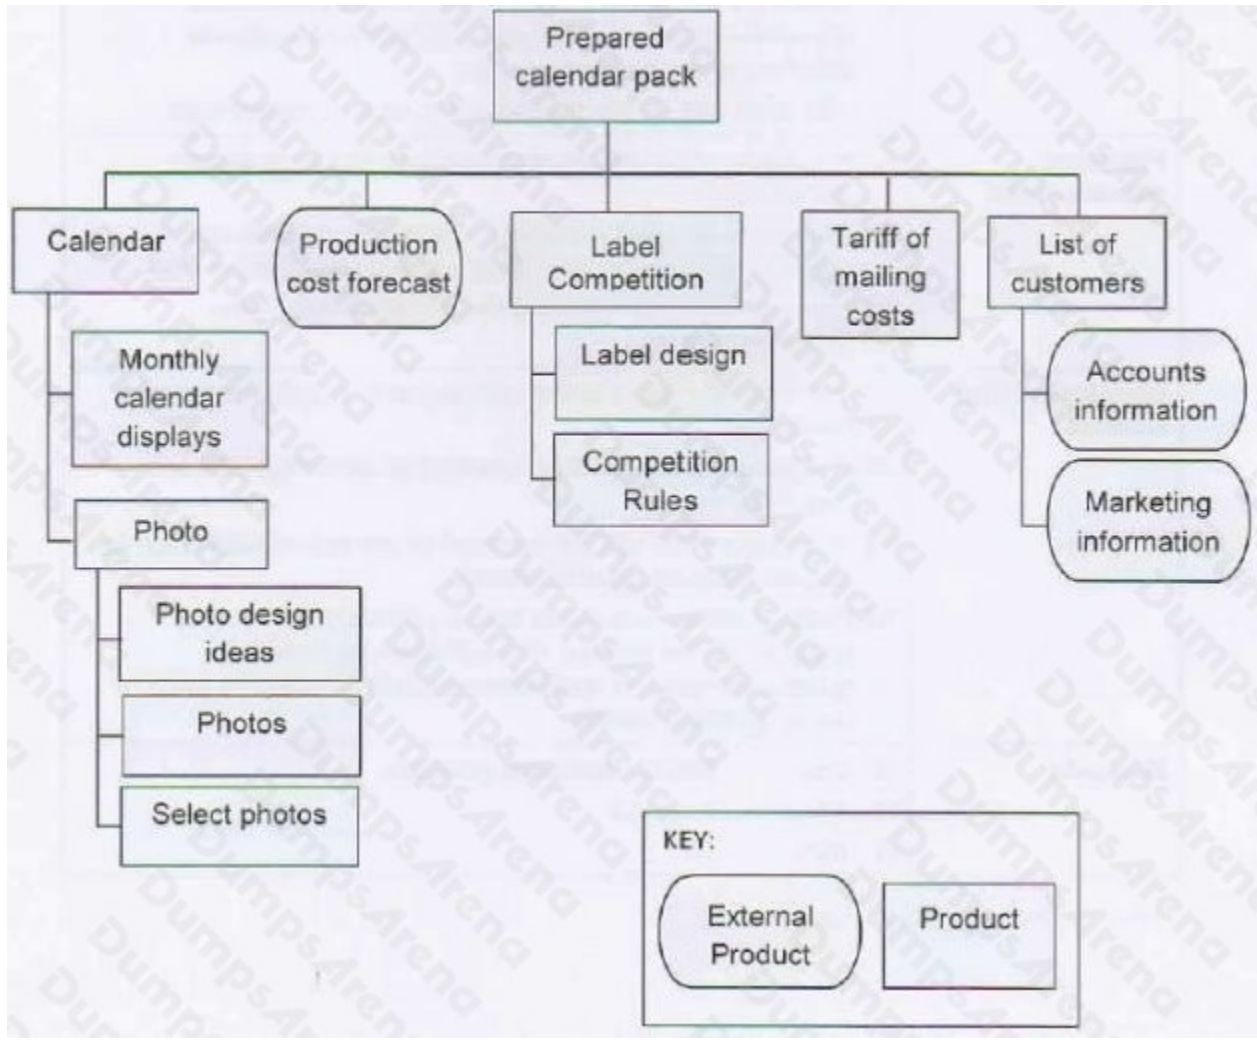 Prepared
calendar pack
Calendar
Production
cost forecast
Label
Competition
Tariff of
mailing
costs
List of
customers
Monthly
calendar
displays
Label design
Accounts
information
Competition
Rules
Marketing
information
Photo
Photo design
ideas
Photos
Select photos
KEY:
External
Product
Product
DumpsArena